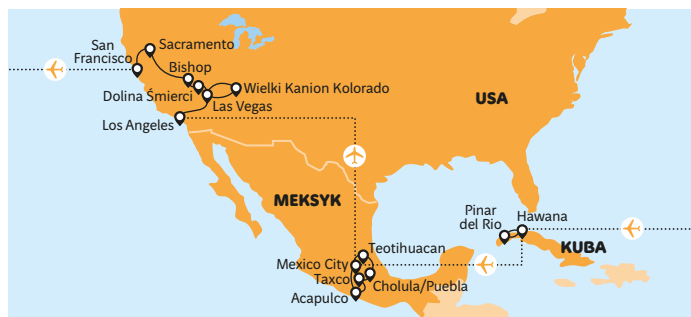 San
Francisco
Sacramento
Bishop
Dolina Śmierci
Wielki Kanion Kolorado
Las Vegas
Los Angeles
USA
MEKSYK
Pinar
del Rio
Hawana
KUBA
Teotihuacan
Mexico City
Taxco
Cholula/Puebla
Acapulco